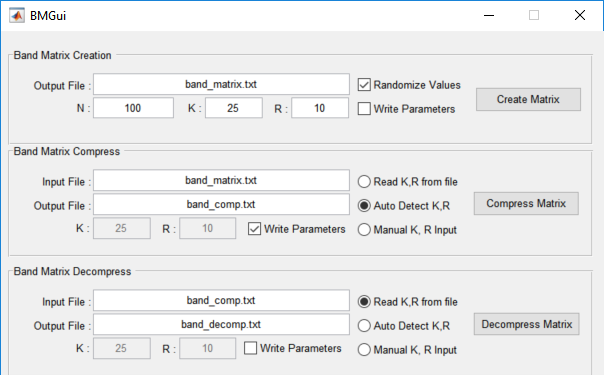 BMGui
Band Matrix Creation
Output File : band_matrix.txt Randomize Values
N : 100 K : 25 R : 10 Write Parameters
Create Matrix
Band Matrix Compress
Input File : band_matrix.txt Read K,R from file
Output File : band_comp.txt Auto Detect K,R Compress Matrix
K : 25 R : 10 Write Parameters Manual K, R Input
Band Matrix Decompress
Input File : band_comp.txt Read K,R from file
Output File : band_decomp.txt Auto Detect K,R Decompress Matrix
K : 25 R : 10 Write Parameters Manual K, R Input